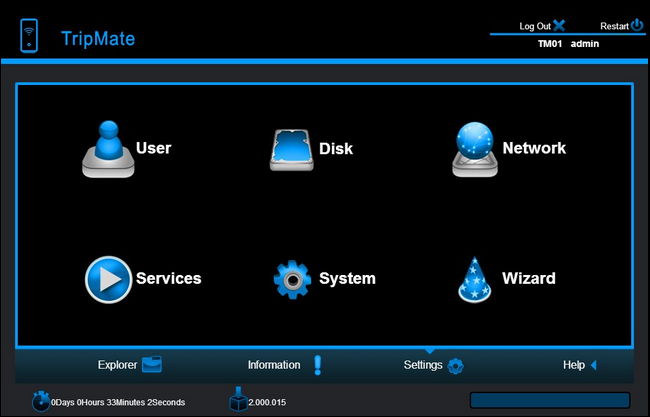 TripMate
Log Out Restart
TM01 admin
User Disk Network
Services System Wizard
Explorer Information Settings Help
0Days 0Hours 33Minutes 2Seconds 2.000.015